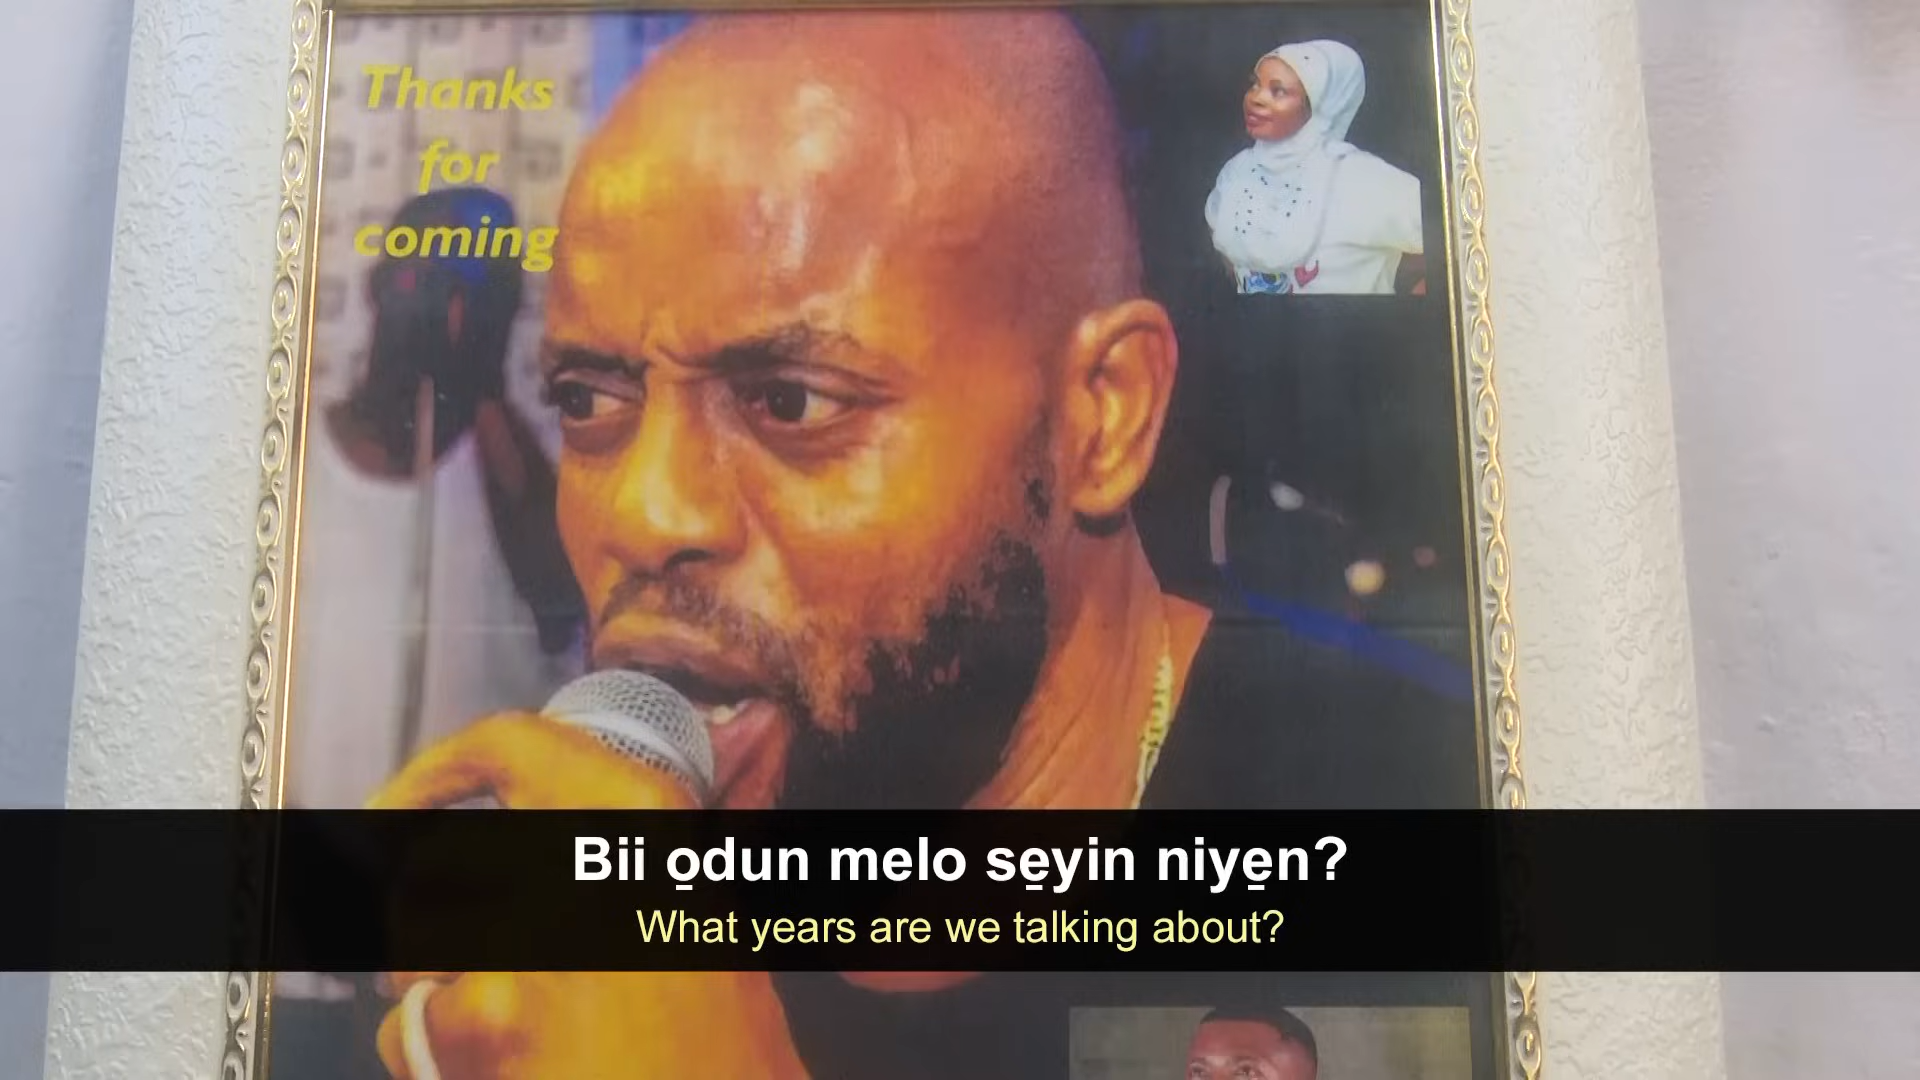 Thanks
for
coming
Bii o̱dun melo se̱yin niye̱n?
What years are we talking about?